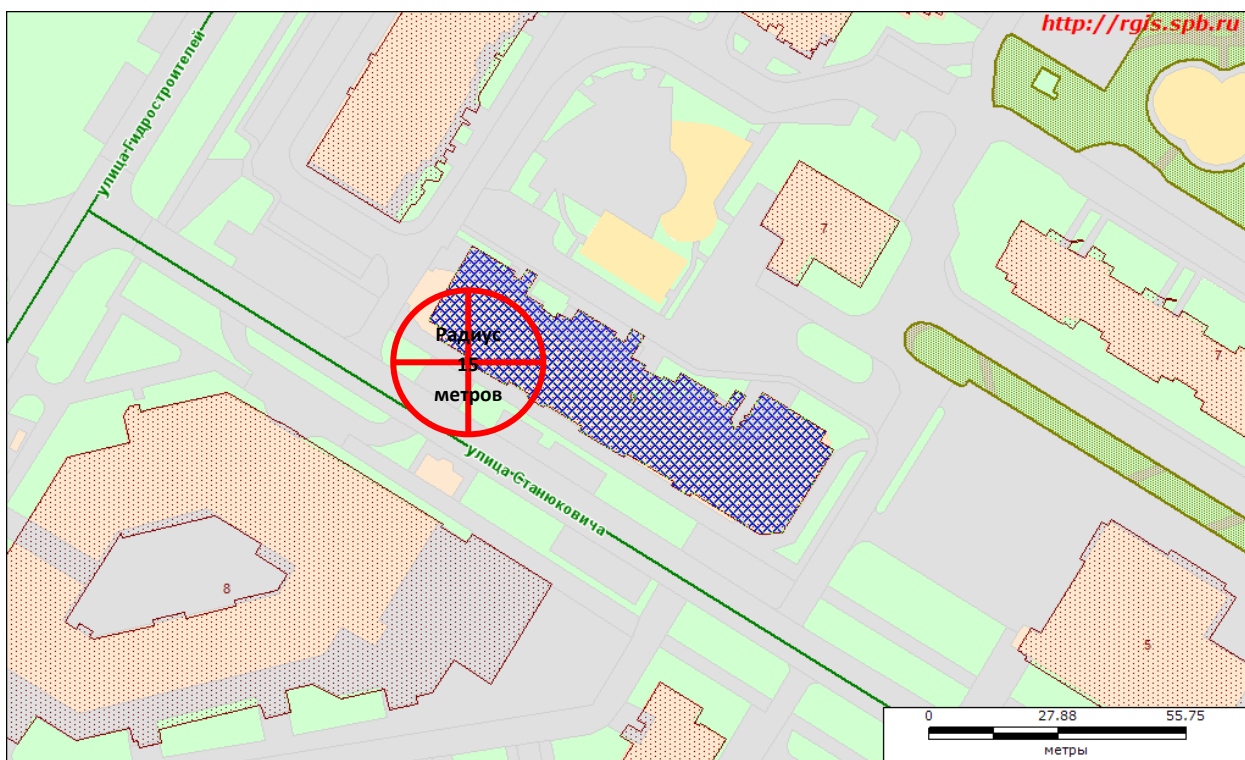 http://rgis.spb.ru
улица Гидростроителей
7
Радиус
15
метров
7
улица Станюковича
8
5
0 27.88 55.75
метры